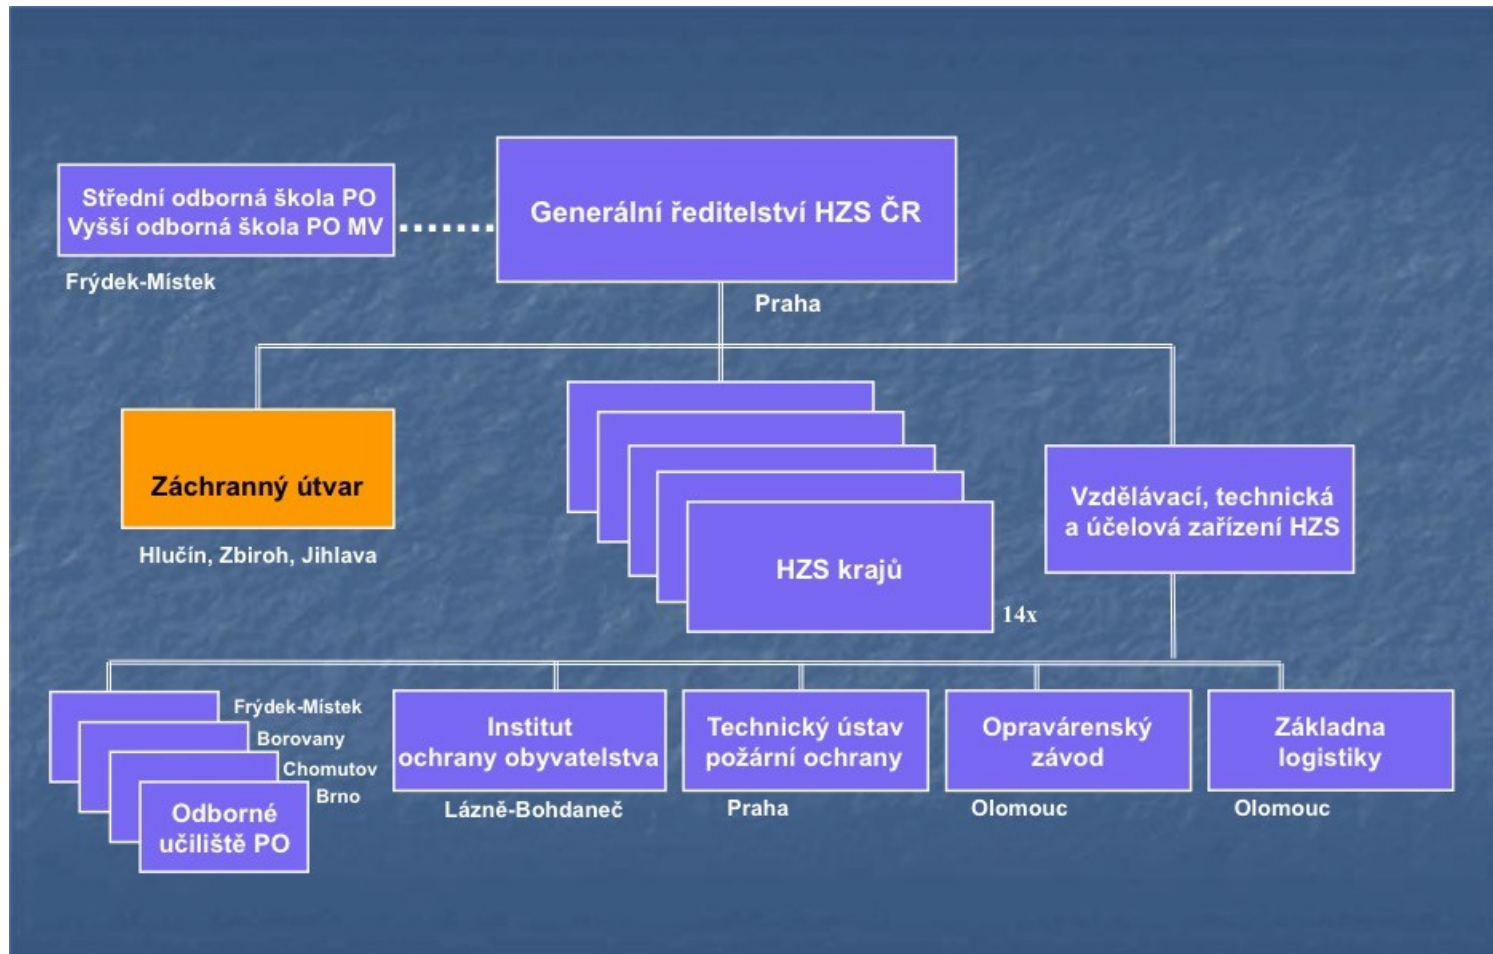 Střední odborná škola PO
Vyšší odborná škola PO MV
Frýdek-Místek
Generální ředitelství HZS ČR
Praha
Záchranný útvar
Hlučín, Zbiroh, Jihlava
HZS krajů
14x
Vzdělávací, technická
a účelová zařízení HZS
Frýdek-Místek
Borovany
Chomutov
Brno
Odborné
učiliště PO
Institut
ochrany obyvatelstva
Lázně-Bohdaneč
Technický ústav
požární ochrany
Praha
Opravárenský
závod
Olomouc
Základna
logistiky
Olomouc